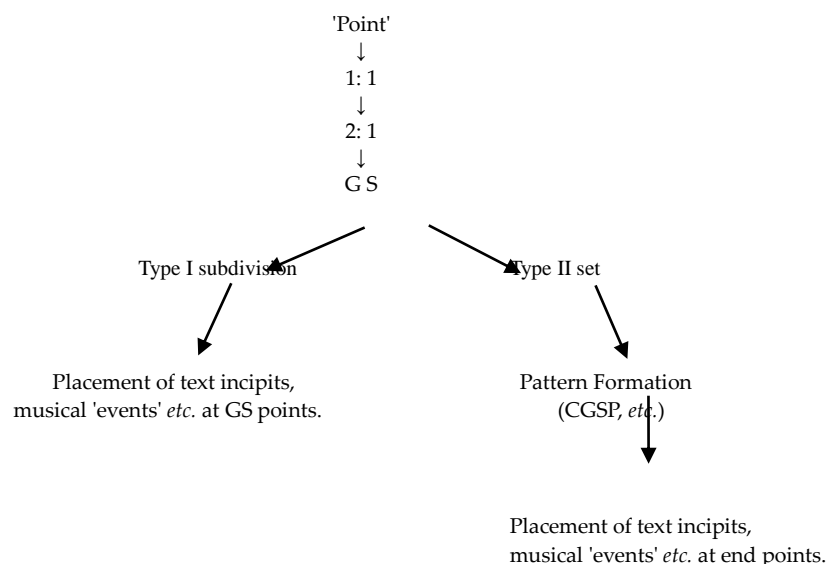 'Point'
↓
1: 1
↓
2: 1
↓
G S
Type I subdivision
Type II set
Placement of text incipits,
musical 'events' etc. at GS points.
Pattern Formation
(CGSP, etc.)
Placement of text incipits,
musical 'events' etc. at end points.